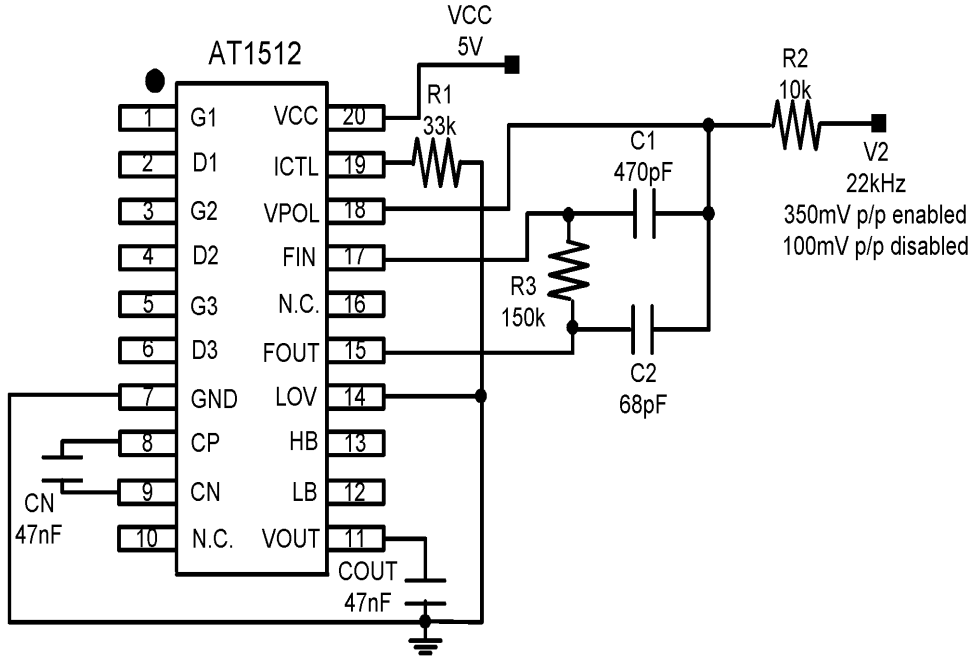 VCC
5V
AT1512
R1
33k
R2
10k
V2
22kHz
350mV p/p enabled
100mV p/p disabled
C1
470pF
R3
150k
C2
68pF
1 G1
2 D1
3 G2
4 D2
5 G3
6 D3
7 GND
8 CP
9 CN
10 N.C.
VCC 20
ICTL 19
VPOL 18
FIN 17
N.C. 16
FOUT 15
LOV 14
HB 13
LB 12
VOUT 11
CN
47nF
COUT
47nF